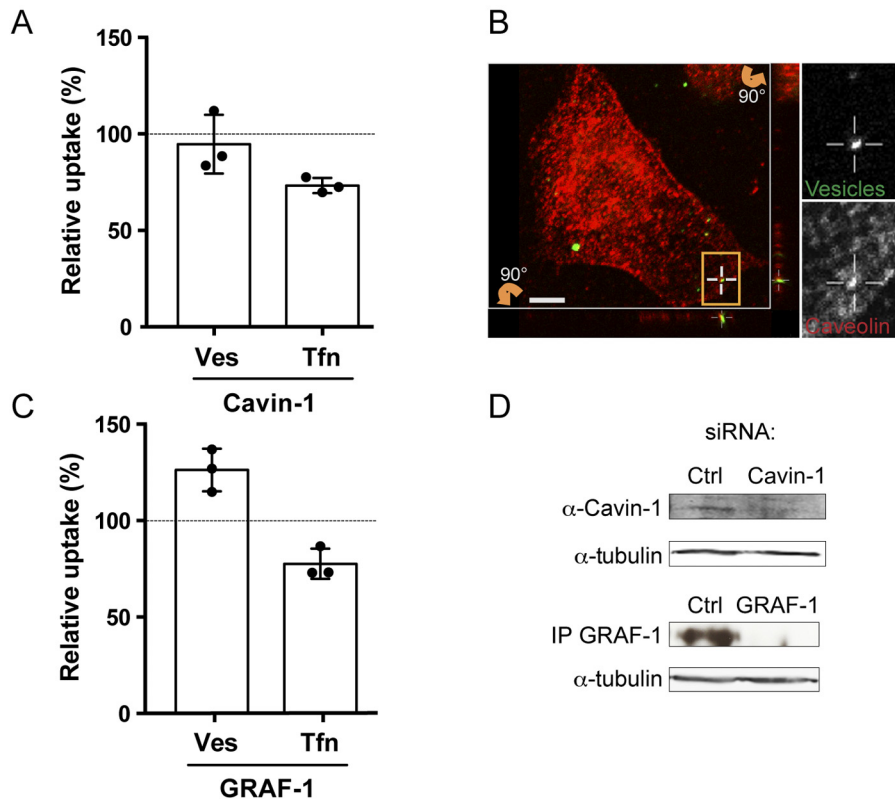 A
Relative uptake (%)
150
100
50
0
Ves Tfn
Cavin-1
B
90°
90°
Vesicles
Caveolin
C
Relative uptake (%)
150
100
50
0
Ves Tfn
GRAF-1
D
siRNA:
Ctrl Cavin-1
α-Cavin-1
α-tubulin
Ctrl GRAF-1
IP GRAF-1
α-tubulin